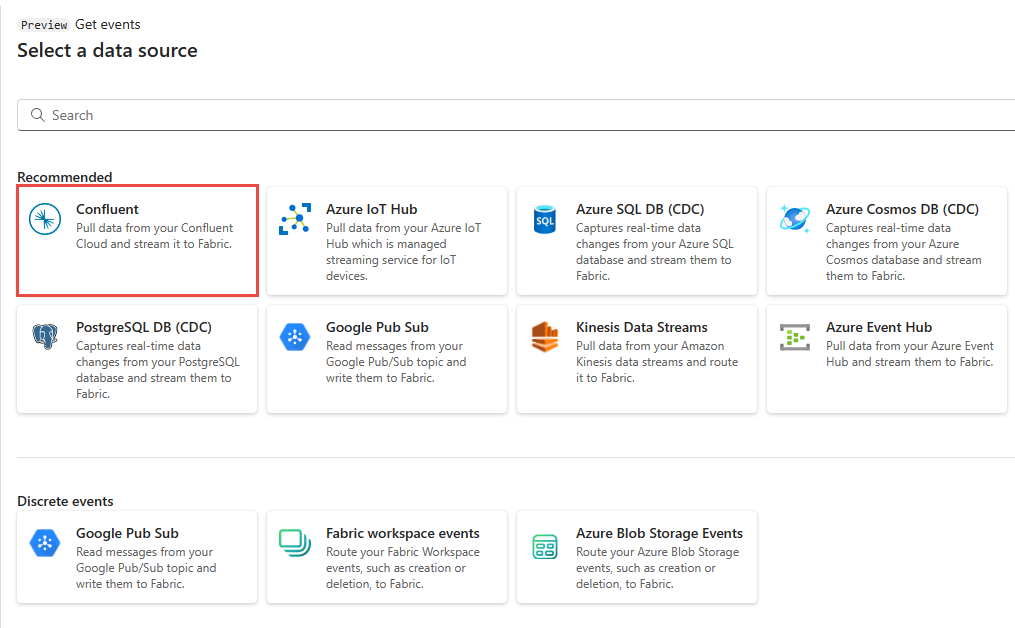 Preview Get events
Select a data source
Search
Recommended
Confluent
Pull data from your Confluent
Cloud and stream it to Fabric.
Azure IoT Hub
Pull data from your Azure IoT
Hub which is managed
streaming service for IoT
devices.
SQL
Azure SQL DB (CDC)
Captures real-time data
changes from your Azure SQL
database and stream them to
Fabric.
Azure Cosmos DB (CDC)
Captures real-time data
changes from your Azure
Cosmos database and stream
them to Fabric.
PostgreSQL DB (CDC)
Captures real-time data
changes from your PostgreSQL
database and stream them to
Fabric.
Google Pub Sub
Read messages from your
Google Pub/Sub topic and
write them to Fabric.
Kinesis Data Streams
Pull data from your Amazon
Kinesis data streams and route
it to Fabric.
Azure Event Hub
Pull data from your Azure Event
Hub and stream them to Fabric.
Discrete events
Google Pub Sub
Read messages from your
Google Pub/Sub topic and
write them to Fabric.
Fabric workspace events
Route your Fabric Workspace
events, such as creation or
deletion, to Fabric.
Azure Blob Storage Events
Route your Azure Blob Storage
events, such as creation or
deletion, to Fabric.